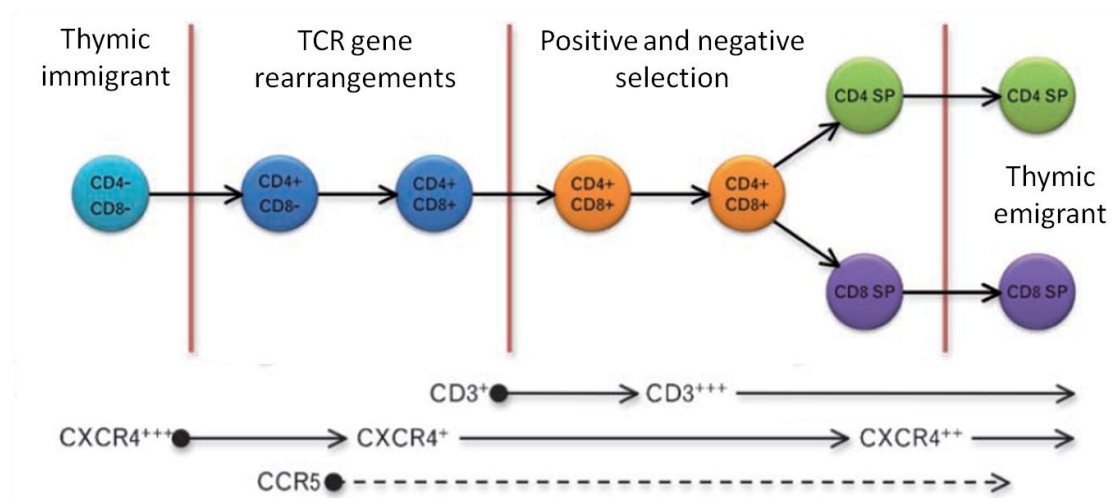 Thymic
immigrant
TCR gene
rearrangements
Positive and negative
selection
CD4-
CD8-
CD4+
CD8-
CD4+
CD8+
CD4+
CD8+
CD4+
CD8+
CD4 SP
CD4 SP
CD8 SP
CD8 SP
Thymic
emigrant
CD3+
CD3+++
CXCR4+++
CXCR4+
CXCR4++
CCR5